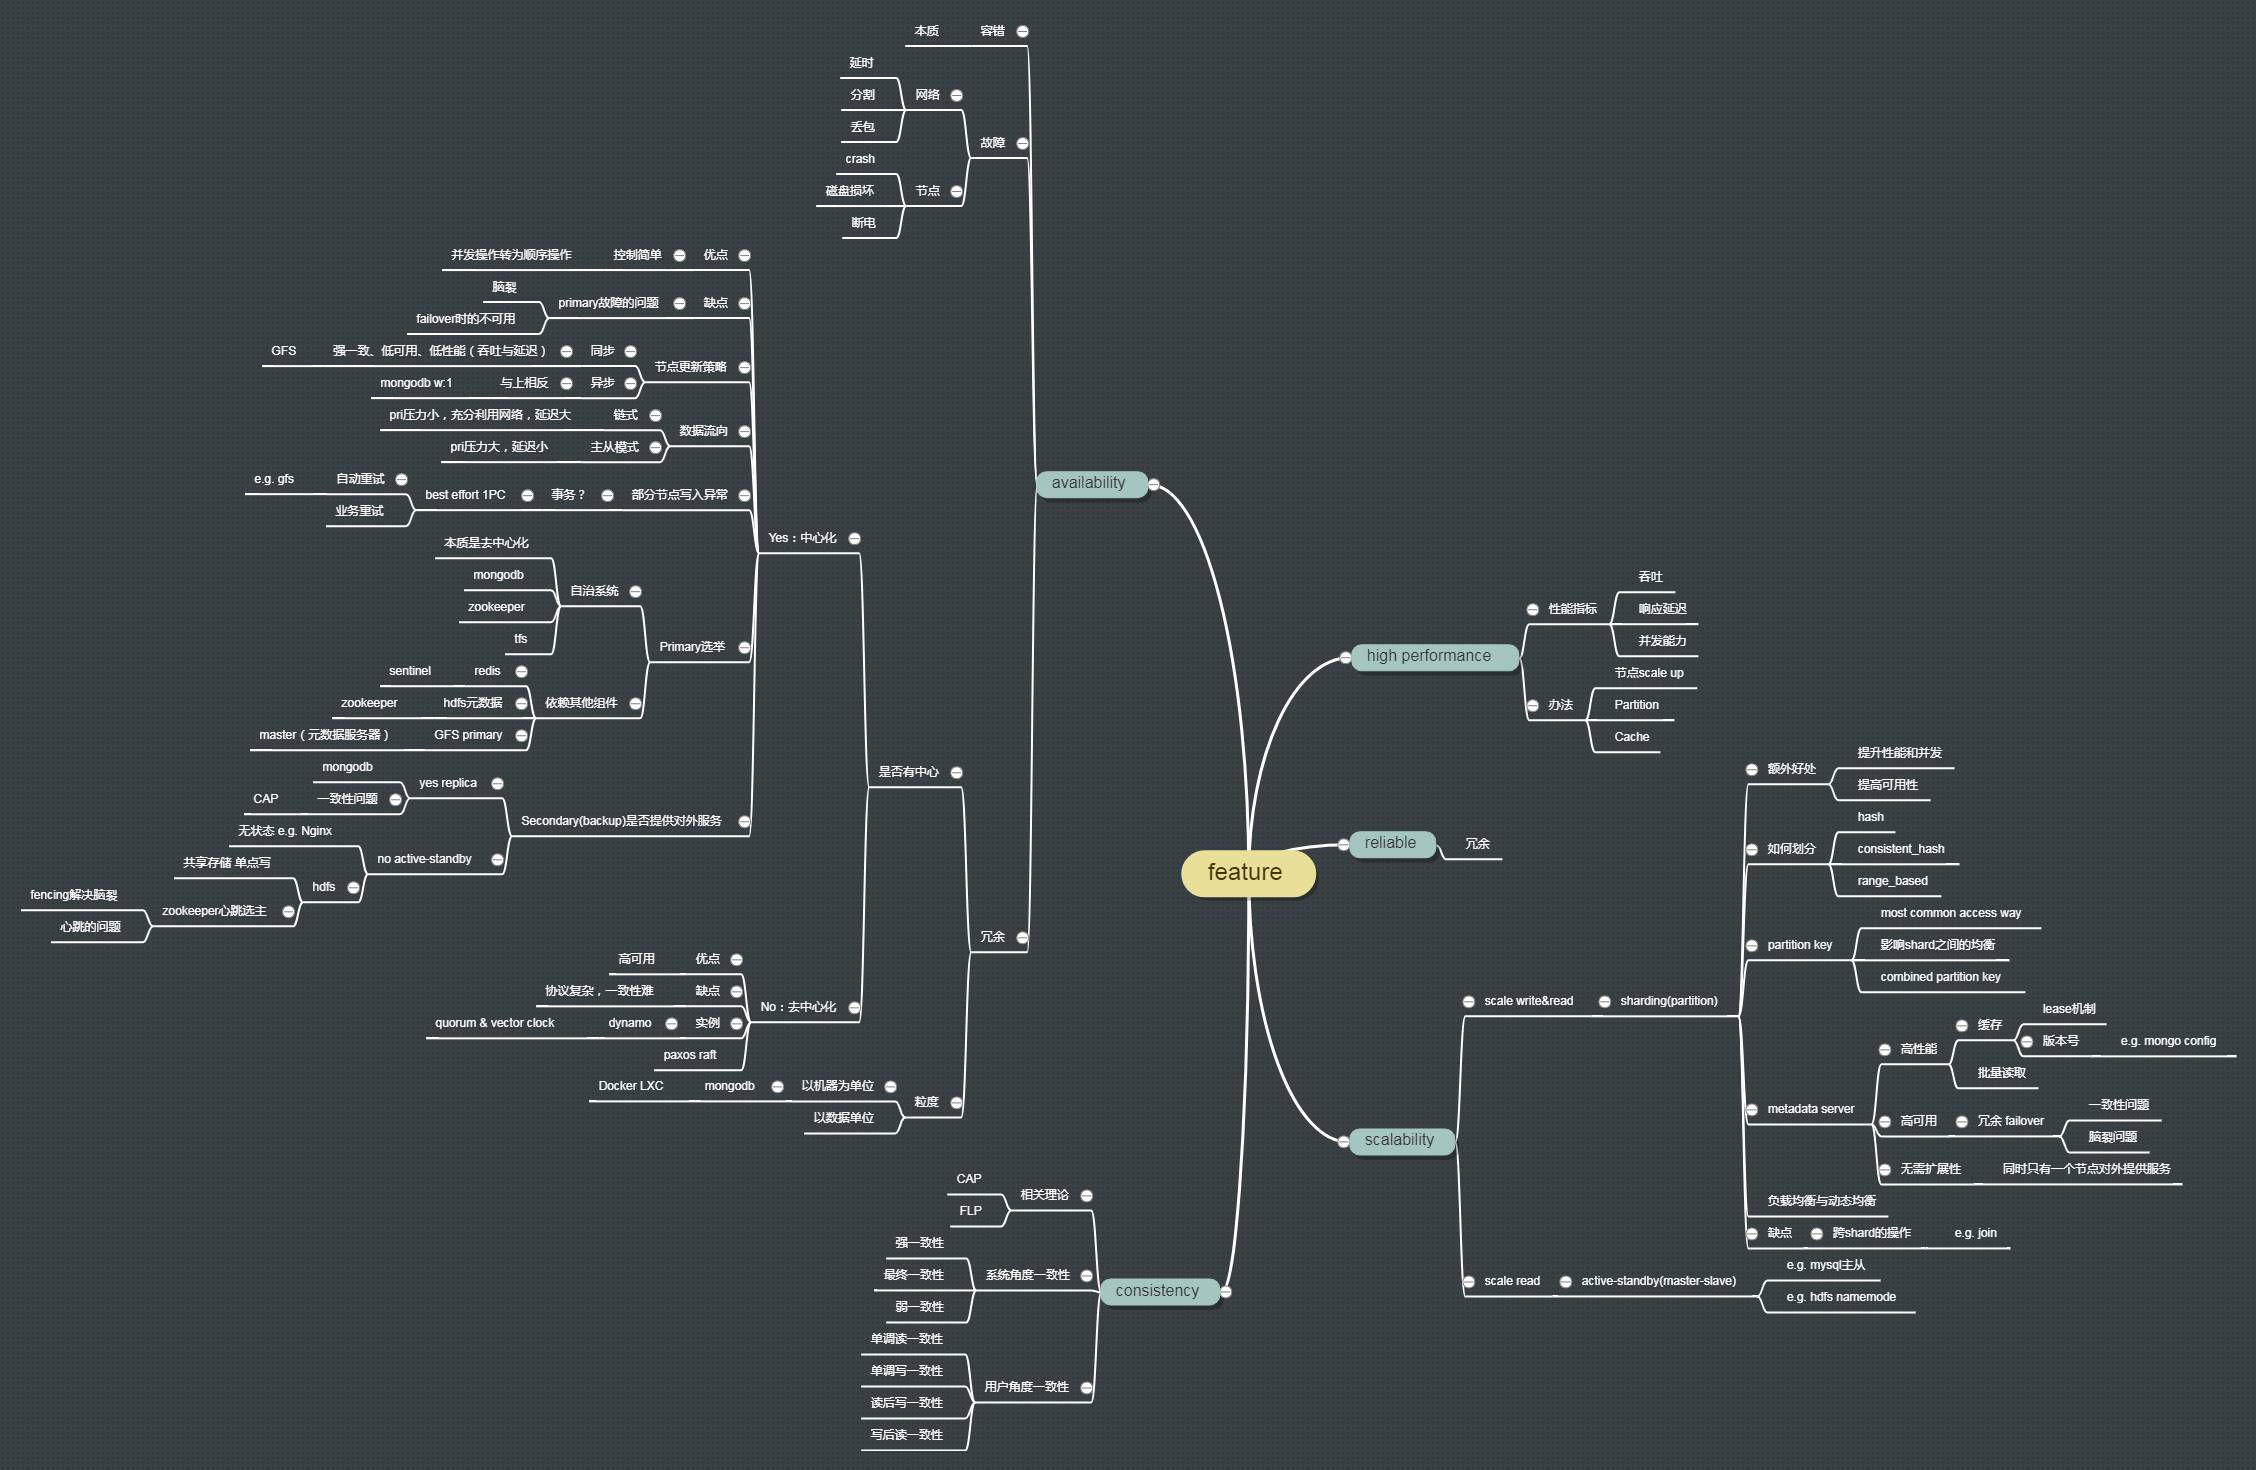 本质 容错
延时
分割 网络
丢包
故障
crash
磁盘损坏 节点
断电
并发操作转为顺序操作 控制简单 优点
脑裂
primary故障的问题 缺点
failover时的不可用
GFS 强一致、低可用、低性能（吞吐与延迟） 同步
节点更新策略
mongodb w:1 与上相反 异步
pri压力小，充分利用网络，延迟大 链式
数据流向
pri压力大，延迟小 主从模式
e.g. gfs 自动重试
best effort 1PC 事务？ 部分节点写入异常
业务重试
Yes：中心化
本质是去中心化
mongodb
自治系统
zookeeper
tfs
Primary选举
sentinel redis
zookeeper hdfs元数据 依赖其他组件
master（元数据服务器） GFS primary
是否有中心
mongodb
yes replica
CAP 一致性问题
Secondary(backup)是否提供对外服务
无状态 e.g. Nginx
no active-standby
共享存储 单点写
hdfs
fencing解决脑裂
zookeeper心跳选主
心跳的问题
冗余
高可用 优点
协议复杂，一致性难 缺点
No：去中心化
quorum & vector clock dynamo 实例
paxos raft
Docker LXC mongodb 以机器为单位
粒度
以数据单位
availability
feature
CAP
相关理论
FLP
强一致性
最终一致性 系统角度一致性
弱一致性
consistency
单调读一致性
单调写一致性
用户角度一致性
读后写一致性
写后读一致性
high performance
吞吐
性能指标 响应延迟
并发能力
节点scale up
办法 Partition
Cache
reliable 冗余
scalability
scale write&read sharding(partition)
提升性能和并发
额外好处
提高可用性
hash
如何划分 consistent_hash
range_based
most common access way
partition key 影响shard之间的均衡
combined partition key
lease机制
缓存
版本号 e.g. mongo config
高性能
批量读取
metadata server
一致性问题
高可用 冗余 failover
脑裂问题
无需扩展性 同时只有一个节点对外提供服务
负载均衡与动态均衡
缺点 跨shard的操作 e.g. join
e.g. mysql主从
scale read active-standby(master-slave)
e.g. hdfs namemode